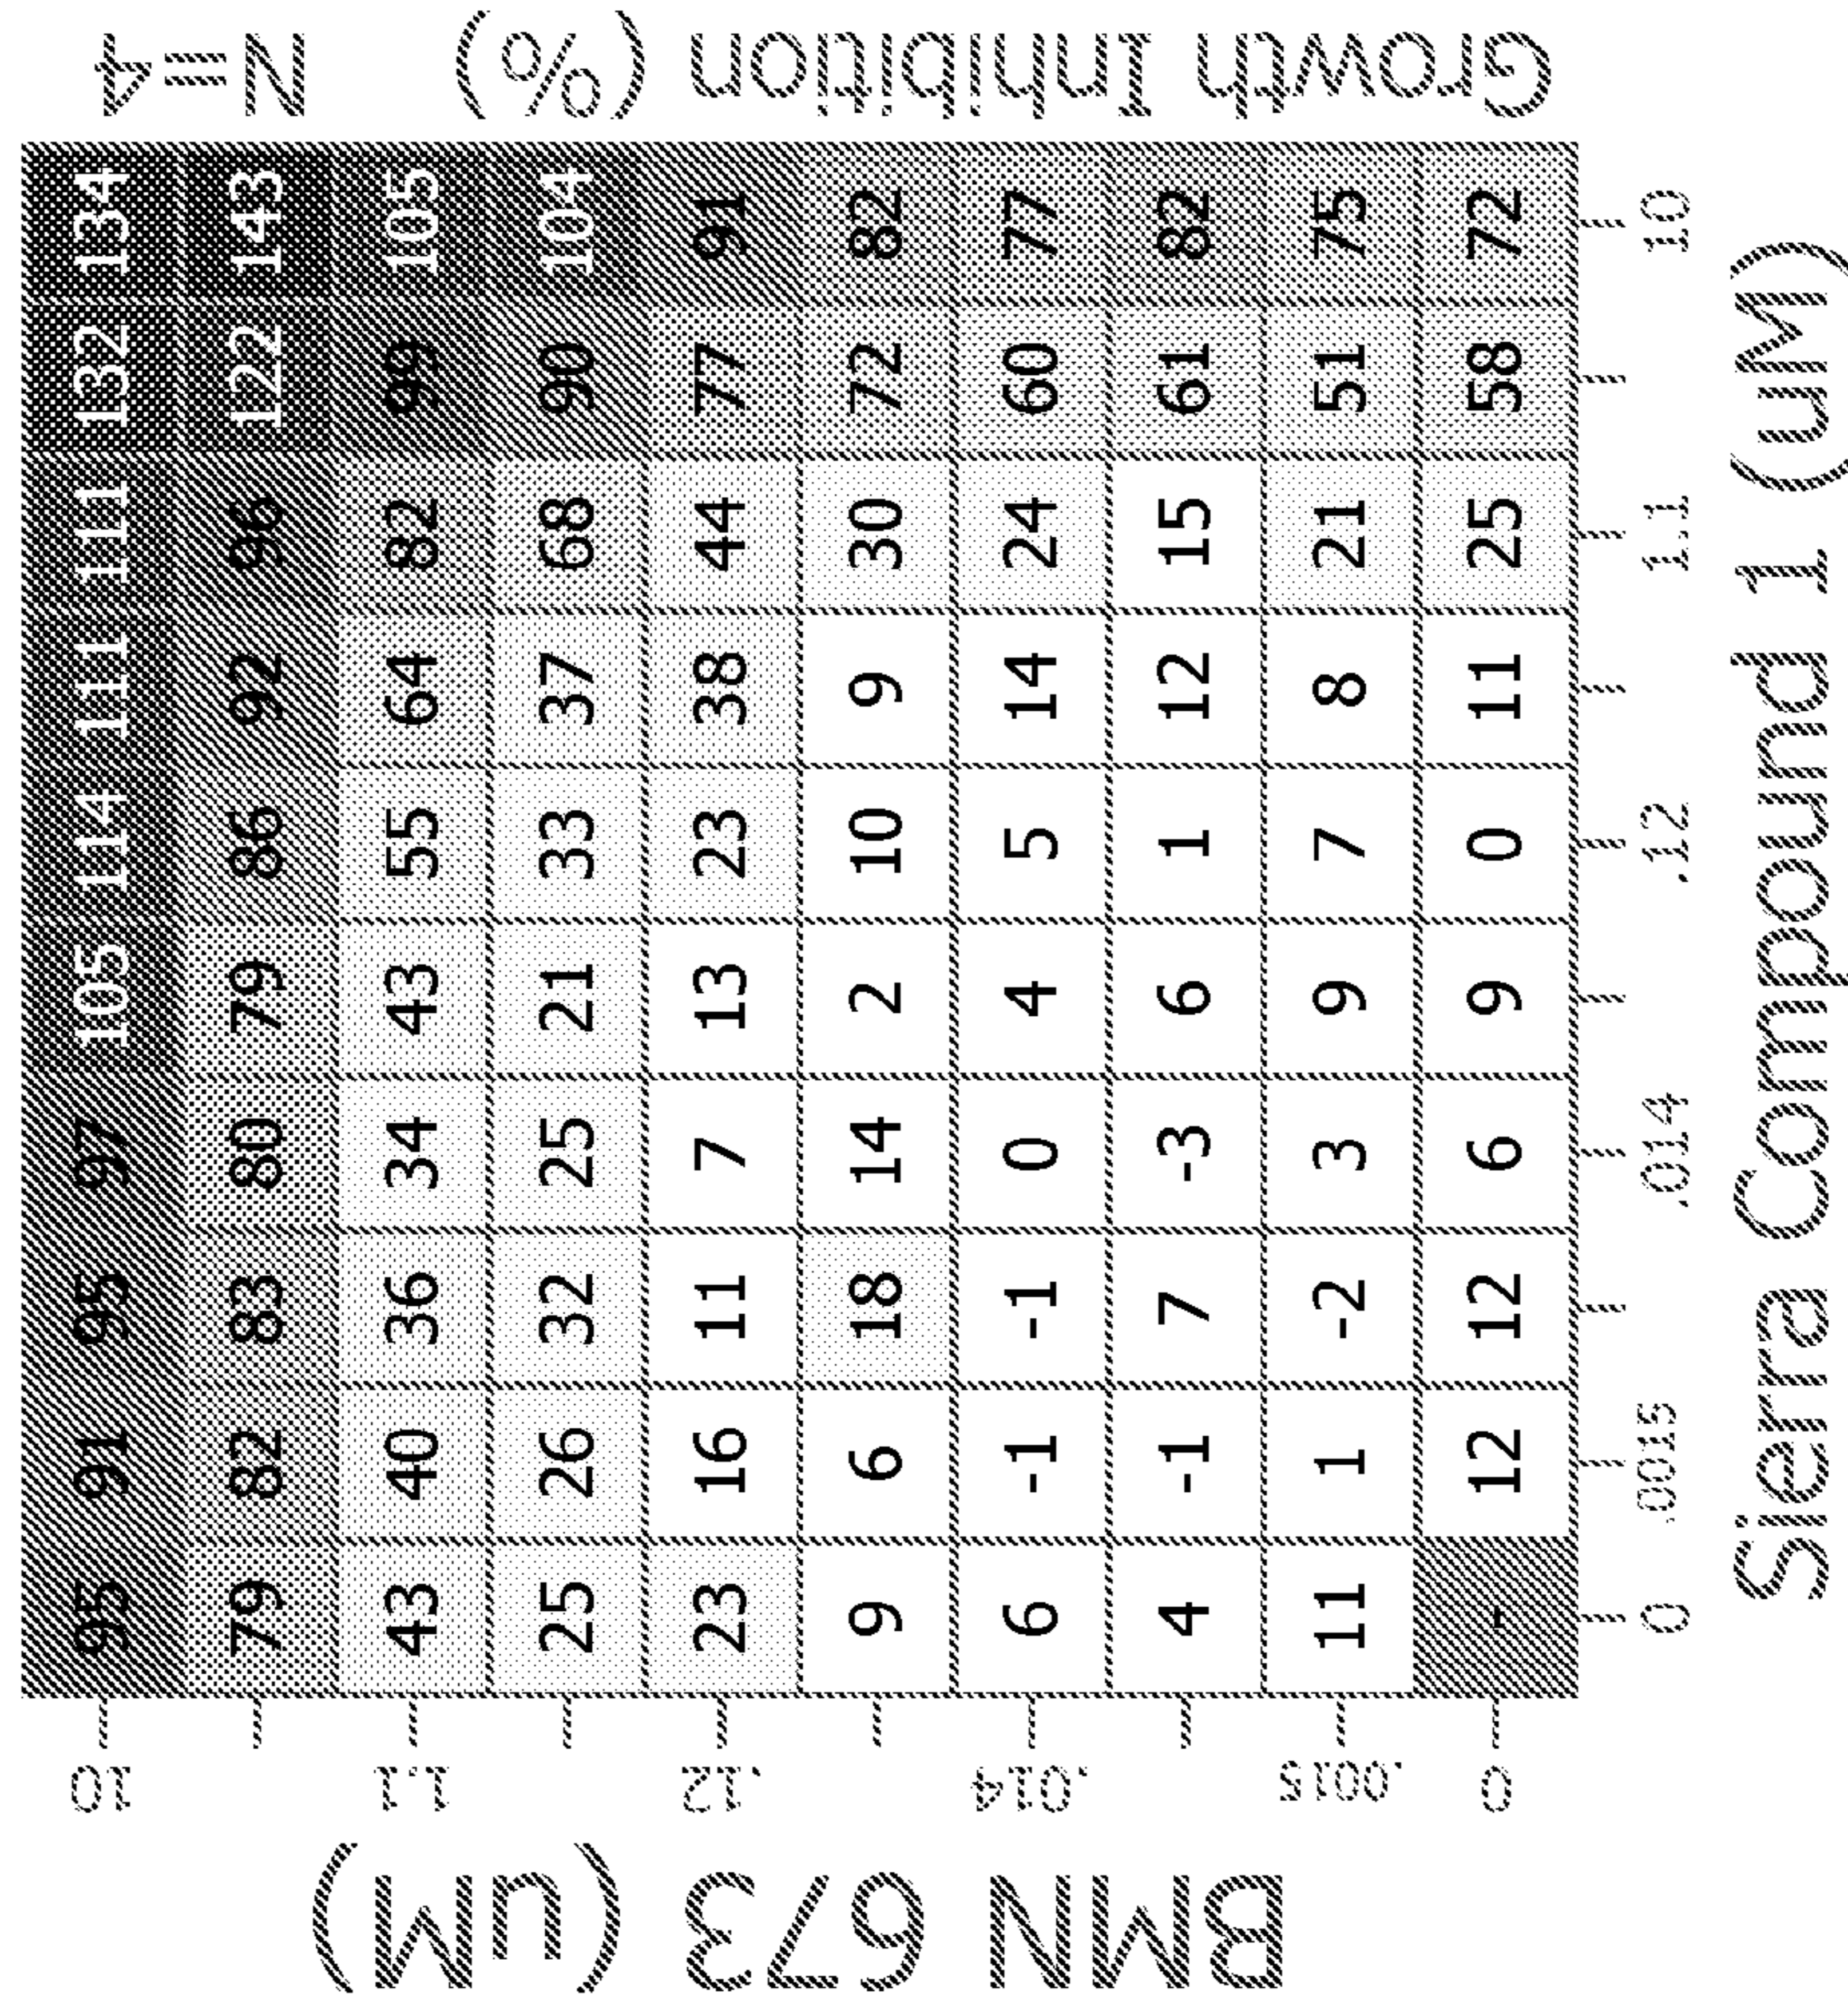 N=4
Growth Inhibition (%)
BMN 673 (uM)
10 95 91 95 97 105 114 111 111 132 134
79 82 83 80 79 86 92 96 122 143
1.1 43 40 36 34 43 55 64 82 99 105
25 26 32 25 21 33 37 68 90 104
.12 23 16 11 7 13 23 38 44 77 91
9 6 18 14 2 10 9 30 72 82
.014 6 -1 -1 0 4 5 14 24 60 77
4 -1 7 -3 6 1 12 15 61 82
.0015 11 1 -2 3 9 7 8 21 51 75
0 - 12 12 6 9 0 11 25 58 72
0 .0015 .014 .12 1.1 10
Sierra Compound 1 (uM)